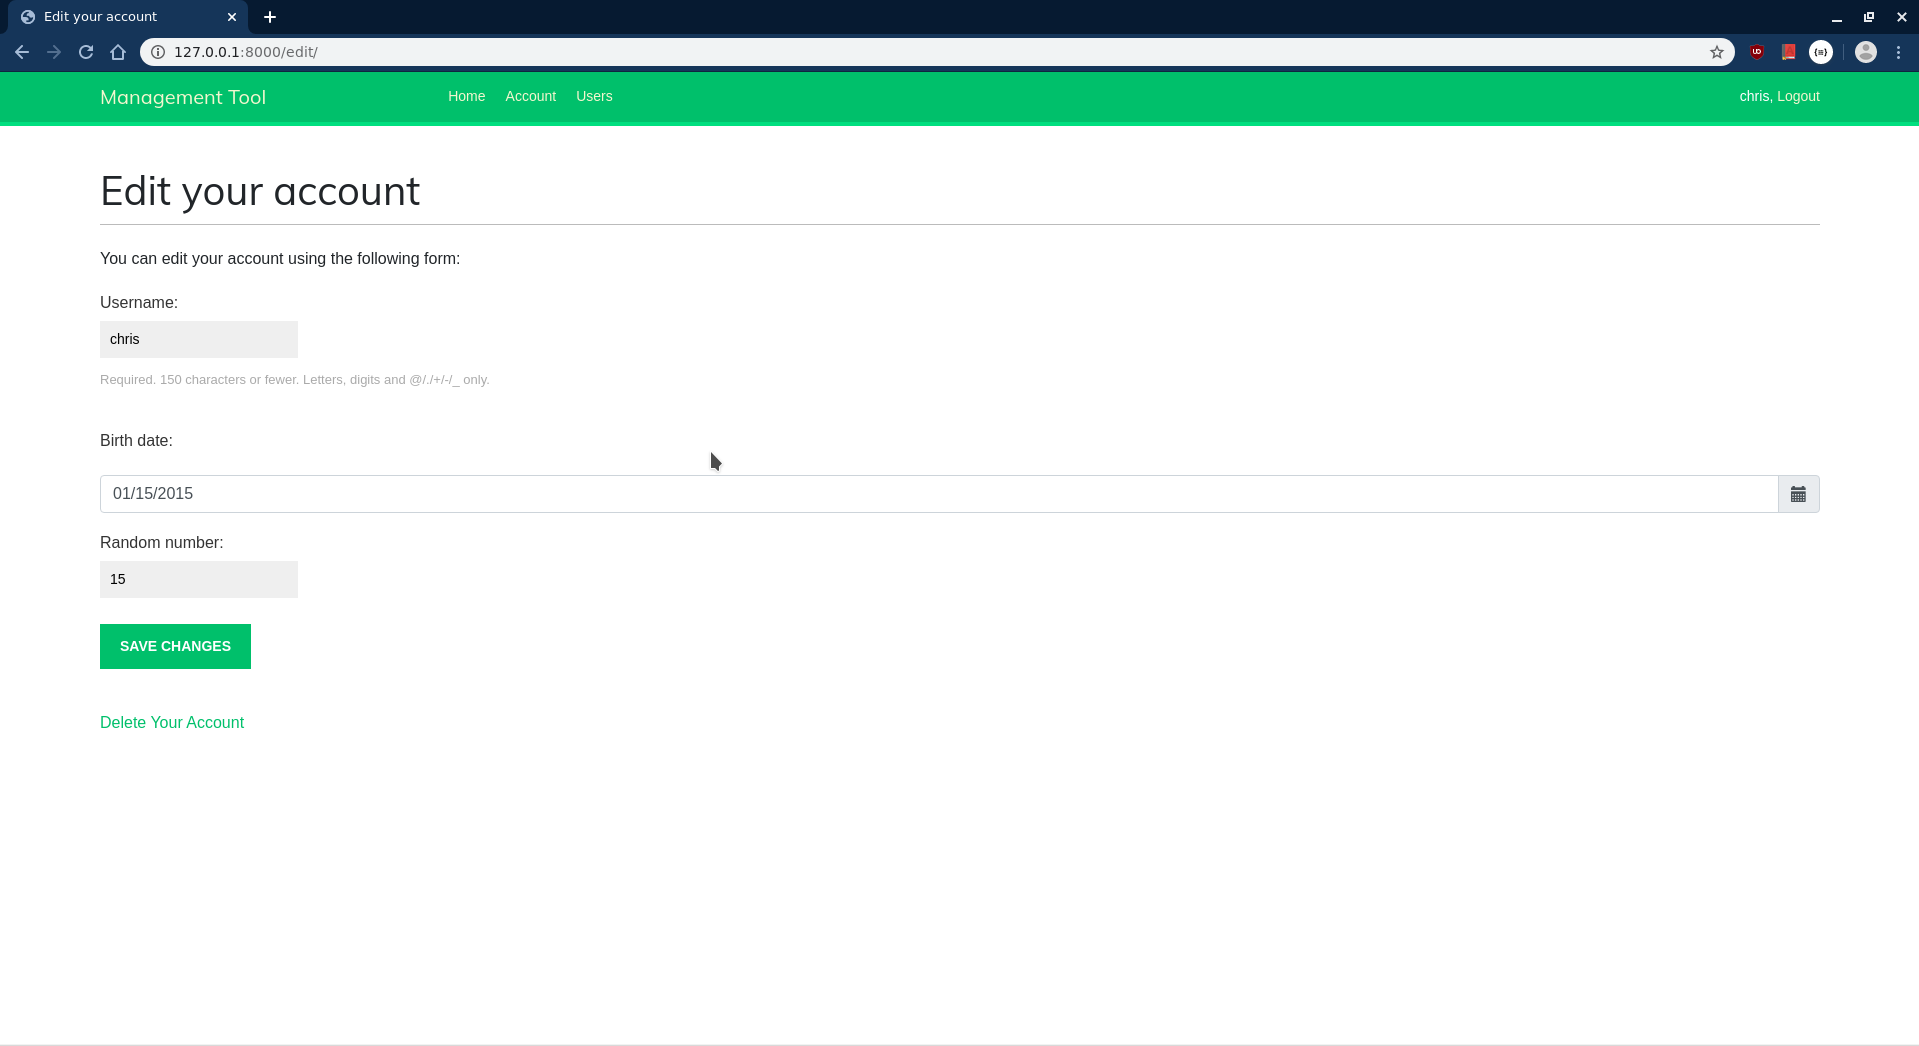 Edit your account
127.0.0.1:8000/edit/
Management Tool
Home Account Users
chris, Logout
Edit your account
You can edit your account using the following form:
Username:
chris
Required. 150 characters or fewer. Letters, digits and @/./+/-/_ only.
Birth date:
01/15/2015
Random number:
15
SAVE CHANGES
Delete Your Account